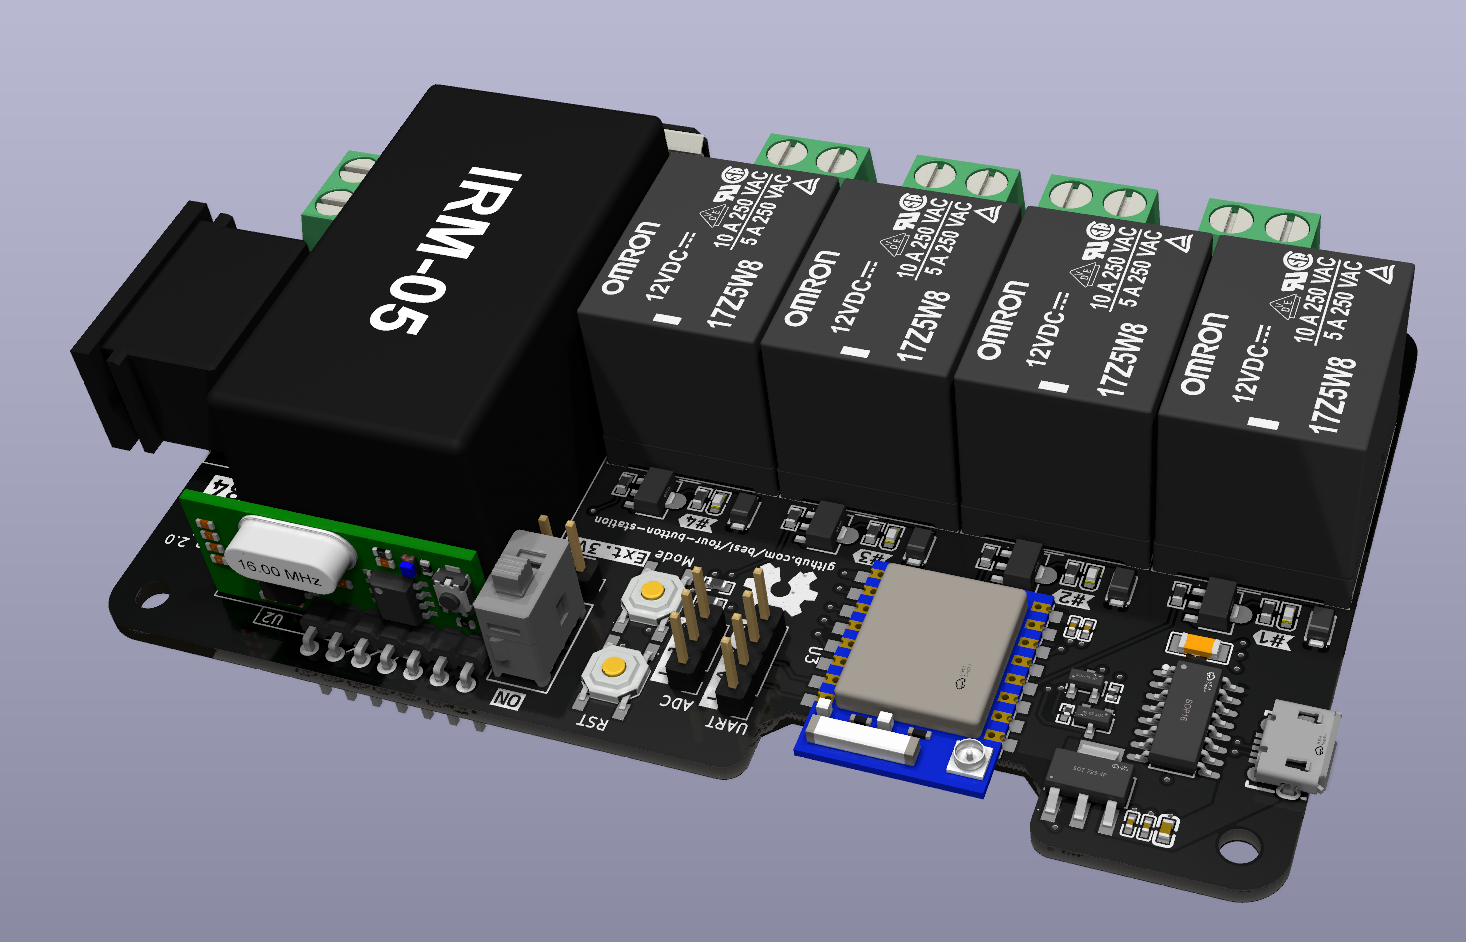 IRM-05
OMRON
12VDC
10 A 250 VAC
5 A 250 VAC
17Z5W8
OMRON
12VDC
10 A 250 VAC
5 A 250 VAC
17Z5W8
OMRON
12VDC
10 A 250 VAC
5 A 250 VAC
17Z5W8
OMRON
12VDC
10 A 250 VAC
5 A 250 VAC
17Z5W8
16.00 MHz
U2
2.0
ON
RST
Mode
ADC
UART
U3
github.com/besi/four-button-station
#4
#3
#2
#1
SOP16